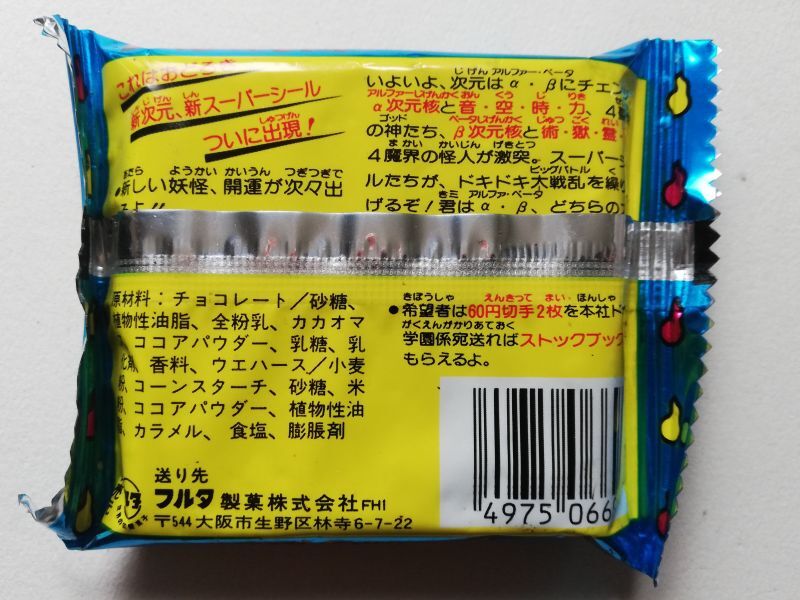 これはおどろき
新次元、新スーパーシール
ついに出現!
●新しい妖怪、開運が次々出
るよ!!
いよいよ、次元はα・βにチェン
α次元核と音・空・時・力、4
の神たち、β次元核と術・獄・霊・
4魔界の怪人が激突。スーパーシ
ルたちが、ドキドキ大戦乱を繰
げるぞ!君はα・β、どちらの
原材料:チョコレート/砂糖、
植物性油脂、全粉乳、カカオマ
ココアパウダー、乳糖、乳
化剤、香料、ウエハース/小麦
粉、コーンスターチ、砂糖、米
粉、ココアパウダー、植物性油
脂、カラメル、食塩、膨脹剤
●希望者は60円切手2枚を本社ド
学園係宛送ればストックブック
もらえるよ。
送り先
フルタ製菓株式会社FHI
〒544大阪市生野区林寺6-7-22
4975 066